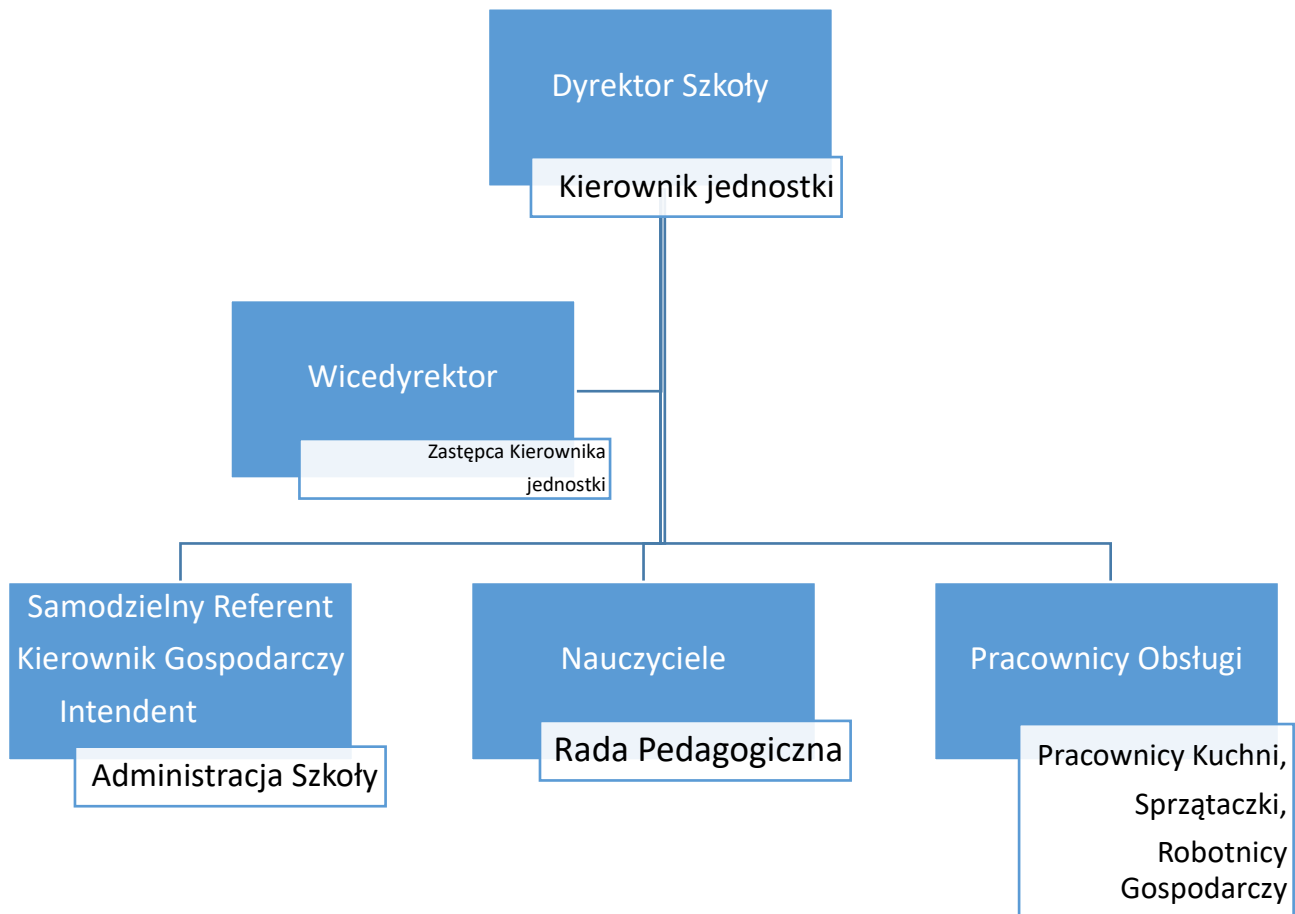 Dyrektor Szkoły
Kierownik jednostki
Wicedyrektor
Zastępca Kierownika
jednostki
Samodzielny Referent
Kierownik Gospodarczy
Intendent
Administracja Szkoły
Nauczyciele
Rada Pedagogiczna
Pracownicy Obsługi
Pracownicy Kuchni,
Sprzątaczki,
Robotnicy
Gospodarczy